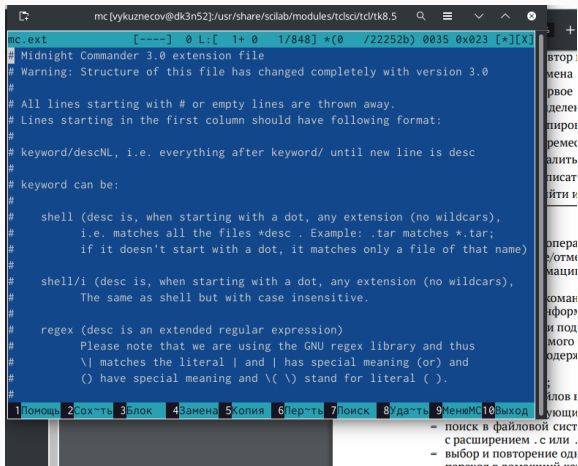 mc [vykuznecov@dk3n52]:/usr/share/scilab/modules/tclsci/tcl/tk8.5
mc.ext [----] 0 L:[ 1+ 0 1/848] *(0 /22252b) 0035 0x023 [*][X]
# Midnight Commander 3.0 extension file
# Warning: Structure of this file has changed completely with version 3.0
#
# All lines starting with # or empty lines are thrown away.
# Lines starting in the first column should have following format:
#
# keyword/descNL, i.e. everything after keyword/ until new line is desc
#
# keyword can be:
#
# shell (desc is, when starting with a dot, any extension (no wildcars),
# i.e. matches all the files *desc . Example: .tar matches *.tar;
# if it doesn't start with a dot, it matches only a file of that name)
#
# shell/i (desc is, when starting with a dot, any extension (no wildcars),
# The same as shell but with case insensitive.
#
# regex (desc is an extended regular expression)
# Please note that we are using the GNU regex library and thus
# \| matches the literal | and | has special meaning (or) and
# () have special meaning and \( \) stand for literal ( ).
#
1Помощь 2Сох~ть 3Блок 4Замена 5Копия 6Пер~ть 7Поиск 8Уда~ть 9МенюMC 10Выход
– поиск в файловой сист
с расширением .c или .
– выбор и повторение од